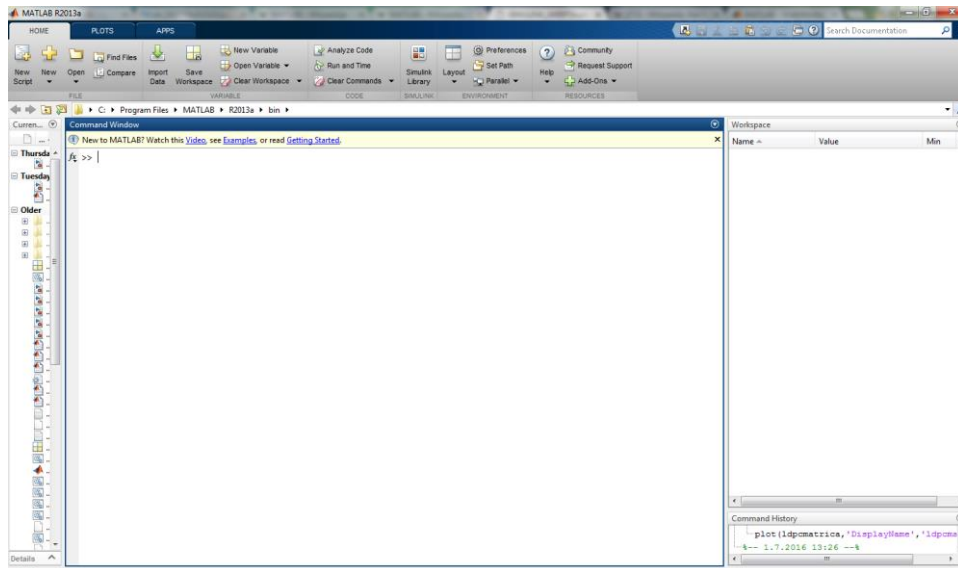 MATLAB R2013a
HOME PLOTS APPS
Search Documentation
New Script
New
Open
Find Files
Compare
Import Data
Save Workspace
New Variable
Open Variable
Clear Workspace
Analyze Code
Run and Time
Clear Commands
Simulink Library
Layout
Preferences
Set Path
Parallel
Help
Community
Request Support
Add-Ons
FILE VARIABLE CODE SIMULINK ENVIRONMENT RESOURCES
C: Program Files MATLAB R2013a bin
Curren...
Thursda
Tuesday
Older
Details
Command Window
New to MATLAB? Watch this Video, see Examples, or read Getting Started.
fx >>
Workspace
Name Value Min
Command History
plot(ldpcmatrica,'DisplayName','ldpcma
%-- 1.7.2016 13:26 --%